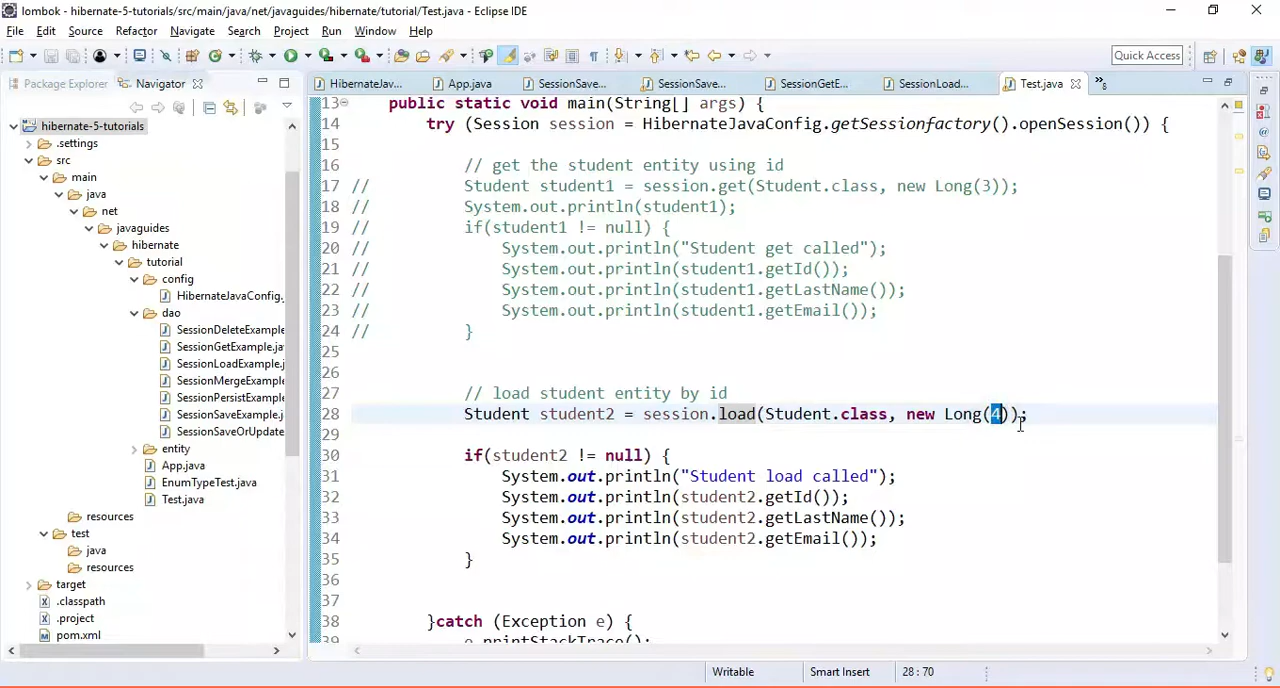 lombok - hibernate-5-tutorials/src/main/java/net/javaguides/hibernate/tutorial/Test.java - Eclipse IDE
File Edit Source Refactor Navigate Search Project Run Window Help
Quick Access
Package Explorer Navigator
HibernateJav... App.java SessionSave... SessionSave... SessionGetE... SessionLoad... Test.java »8
hibernate-5-tutorials
.settings
src
main
java
net
javaguides
hibernate
tutorial
config
HibernateJavaConfig.
dao
SessionDeleteExample
SessionGetExample.ja
SessionLoadExample.j
SessionMergeExample
SessionPersistExample
SessionSaveExample.j
SessionSaveOrUpdate
entity
App.java
EnumTypeTest.java
Test.java
resources
test
java
resources
target
.classpath
.project
pom.xml
13 public static void main(String[] args) {
14 try (Session session = HibernateJavaConfig.getSessionfactory().openSession()) {
15
16 // get the student entity using id
17 // Student student1 = session.get(Student.class, new Long(3));
18 // System.out.println(student1);
19 // if(student1 != null) {
20 // System.out.println("Student get called");
21 // System.out.println(student1.getId());
22 // System.out.println(student1.getLastName());
23 // System.out.println(student1.getEmail());
24 // }
25
26
27 // load student entity by id
28 Student student2 = session.load(Student.class, new Long(4));
29
30 if(student2 != null) {
31 System.out.println("Student load called");
32 System.out.println(student2.getId());
33 System.out.println(student2.getLastName());
34 System.out.println(student2.getEmail());
35 }
36
37
38 }catch (Exception e) {
39 e.printStackTrace();
Writable Smart Insert 28 : 70